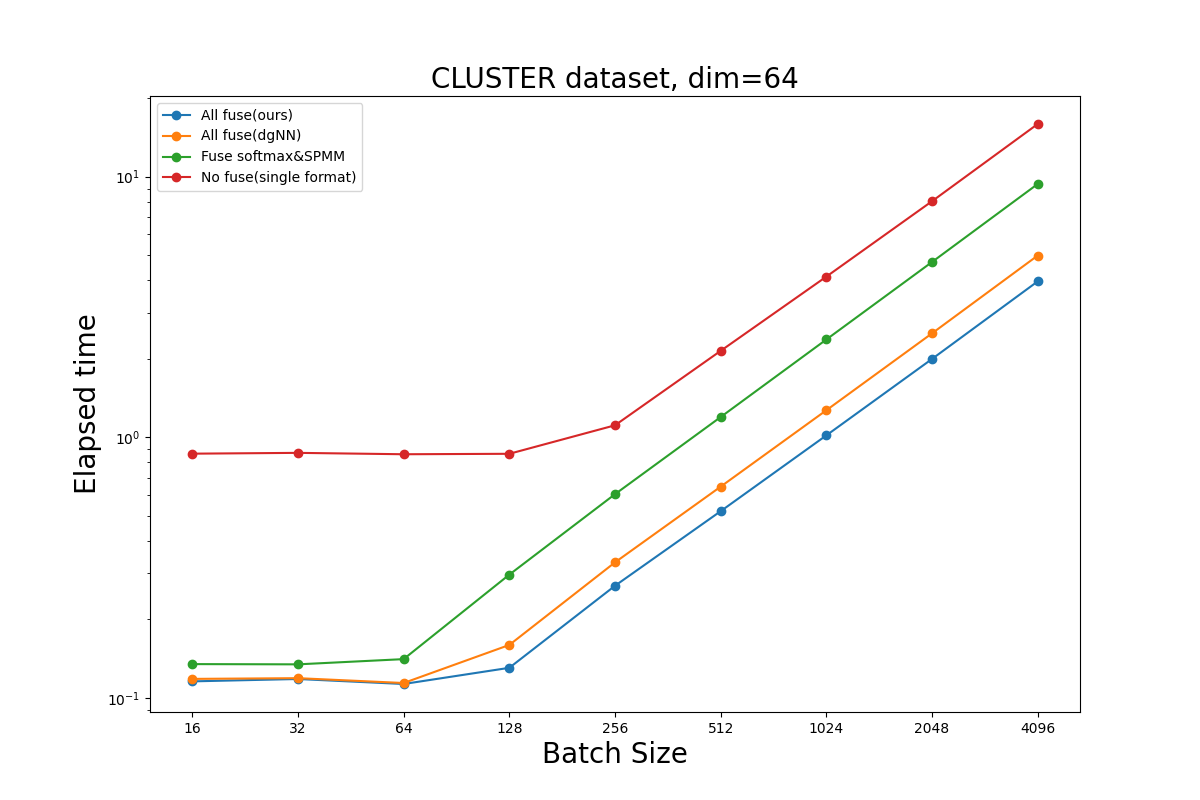 CLUSTER dataset, dim=64
All fuse(ours)
All fuse(dgNN)
Fuse softmax&SPMM
No fuse(single format)
10¹
10⁰
10⁻¹
Elapsed time
16 32 64 128 256 512 1024 2048 4096
Batch Size